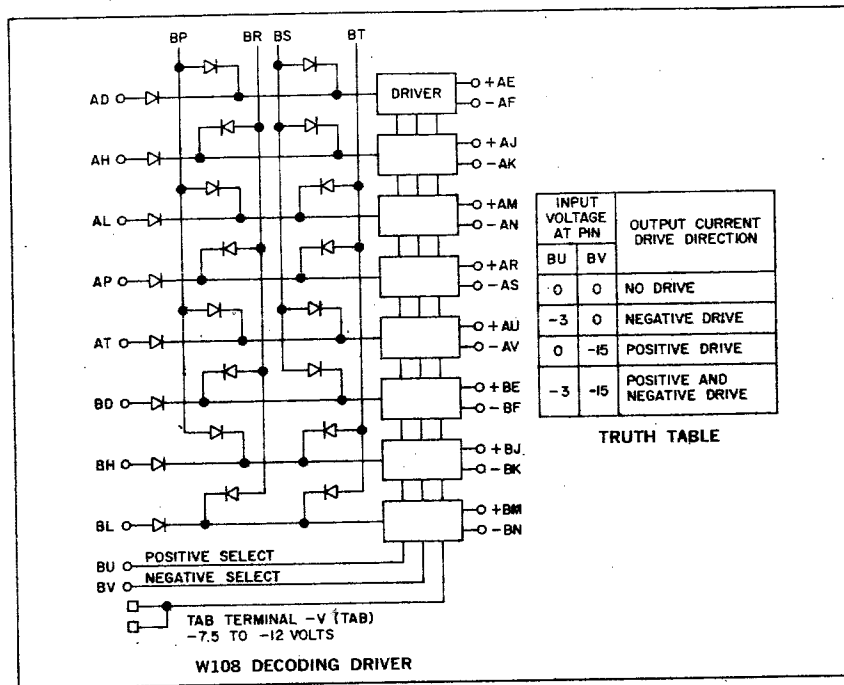 BP BR BS BT
AD
DRIVER
+AE
-AF
AH
+AJ
-AK
AL
+AM
-AN
AP
+AR
-AS
AT
+AU
-AV
BD
+BE
-BF
BH
+BJ
-BK
BL
+BM
-BN
BU POSITIVE SELECT
BV NEGATIVE SELECT
TAB TERMINAL -V (TAB)
-7.5 TO -12 VOLTS
W108 DECODING DRIVER
INPUT
VOLTAGE
AT PIN
OUTPUT CURRENT
DRIVE DIRECTION
BU BV
0 0 NO DRIVE
-3 0 NEGATIVE DRIVE
0 -15 POSITIVE DRIVE
-3 -15 POSITIVE AND
NEGATIVE DRIVE
TRUTH TABLE